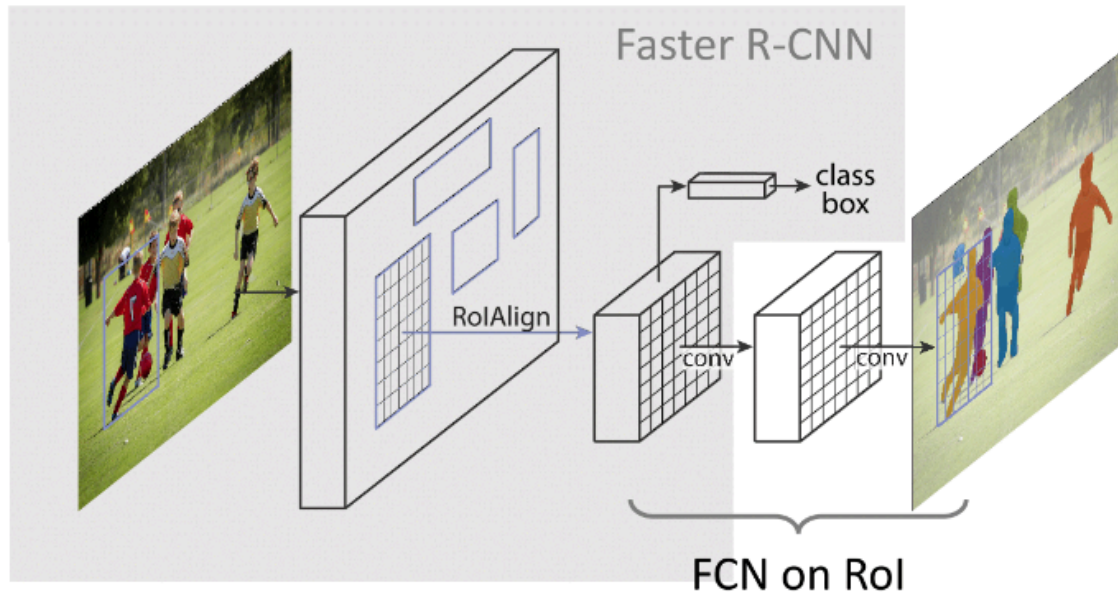 Faster R-CNN
class
box
RoIAlign
conv
conv
FCN on RoI